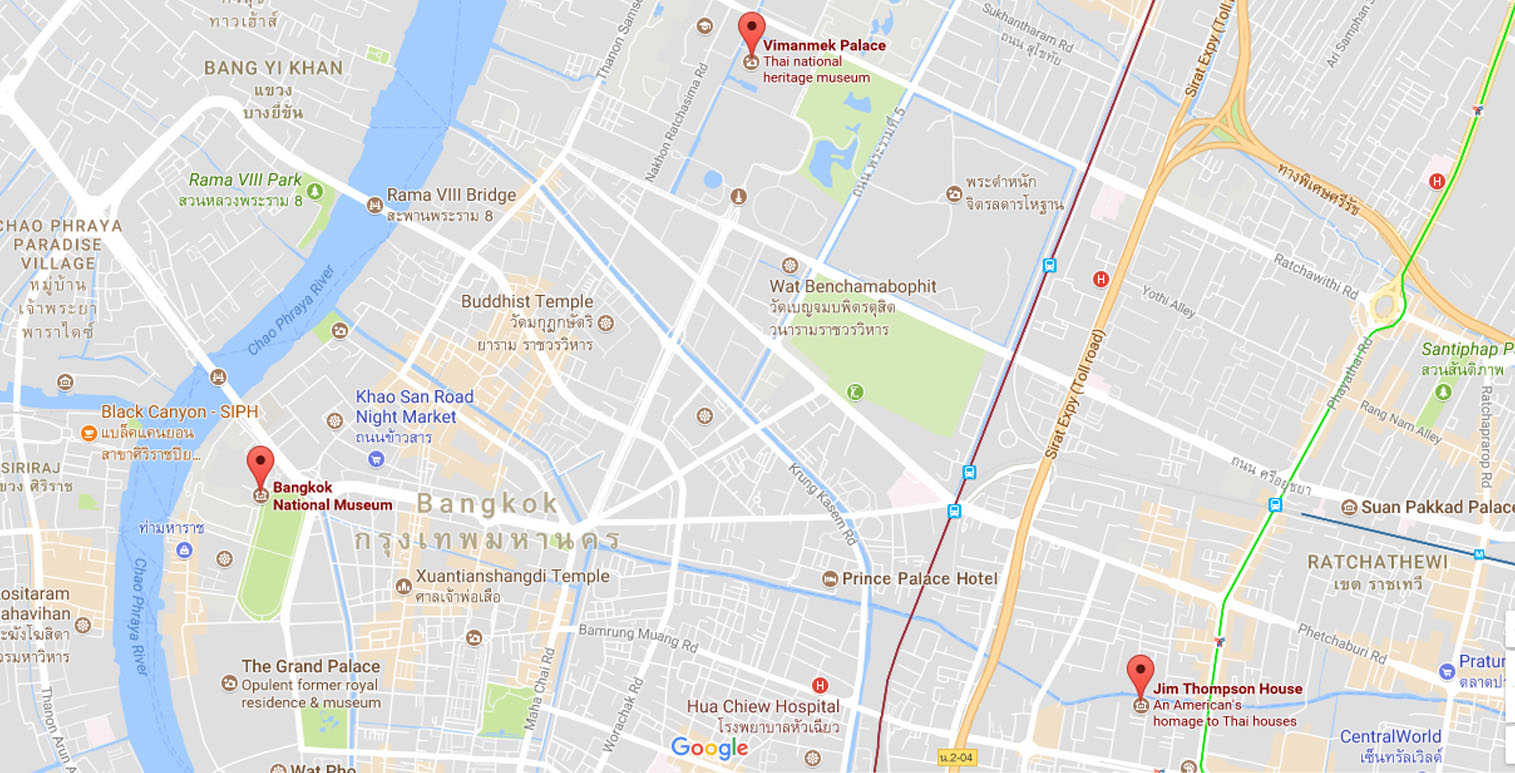 ทาวเฮ้าส์
BANG YI KHAN
แขวง
บางยี่ขัน
Thanon Samse
Nakhon Ratchasima Rd
Vimanmek Palace
Thai national
heritage museum
Sukhantharam Rd
ถนน สุโขทัย
Sirat Expy (Toll
Ari Samphan
Rama VIII Park
สวนหลวงพระราม 8
Rama VIII Bridge
สะพานพระราม 8
ถนน พระรามที่ 5
พระตำหนัก
จิตรลดารโหฐาน
ทางพิเศษศรีรัช
H
CHAO PHRAYA
PARADISE
VILLAGE
หมู่บ้าน
เจ้าพระยา
พาราไดซ์
Chao Phraya River
Buddhist Temple
วัดมกุฏกษัตริ
ยาราม ราชวรวิหาร
Wat Benchamabophit
วัดเบญจมบพิตรดุสิต
วนารามราชวรวิหาร
H
Ratchawithi Rd
Yothi Alley
Sirat Expy (Toll road)
Phayathai Rd
Santiphap P
สวนสันติภาพ
Rang Nam Alley
Ratchaprarop Rd
Khao San Road
Night Market
ถนนข้าวสาร
Black Canyon - SIPH
แบล็คแคนยอน
สาขาศิริราชปิย...
SIRIRAJ
ขวง ศิริราช
Bangkok
National Museum
Bangkok
กรุงเทพมหานคร
Krung Kasem Rd
ถนน ศรีอยุธยา
Suan Pakkad Palace
ท่ามหาราช
RATCHATHEWI
เขต ราชเทวี
M
Xuantianshangdi Temple
ศาลเจ้าพ่อเสือ
Prince Palace Hotel
Chao Phraya River
ositaram
ahavihan
ะฆังโฆสิตา
วรมหาวิหาร
Bamrung Muang Rd
Phetchaburi Rd
The Grand Palace
Opulent former royal
residence & museum
Maha Chai Rd
Worachak Rd
H
Hua Chiew Hospital
โรงพยาบาลหัวเฉียว
Jim Thompson House
An American's
homage to Thai houses
Pratur
ตลาดปร
Thanon Arun A
Google
น.2-04
CentralWorld
เซ็นทรัลเวิลด์
Wat Pho